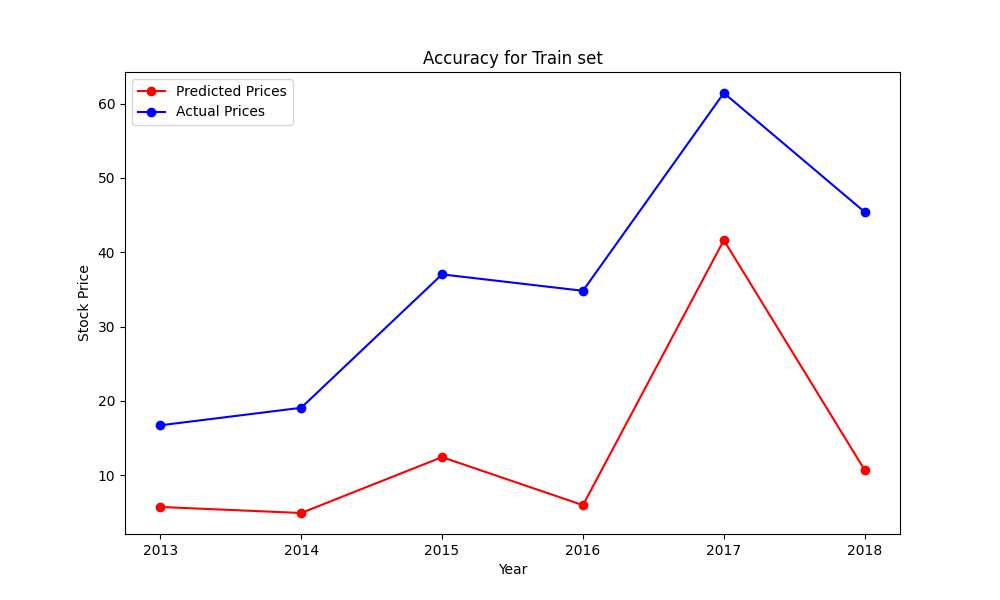 Accuracy for Train set
Predicted Prices
Actual Prices
60
50
40
30
20
10
Stock Price
2013 2014 2015 2016 2017 2018
Year